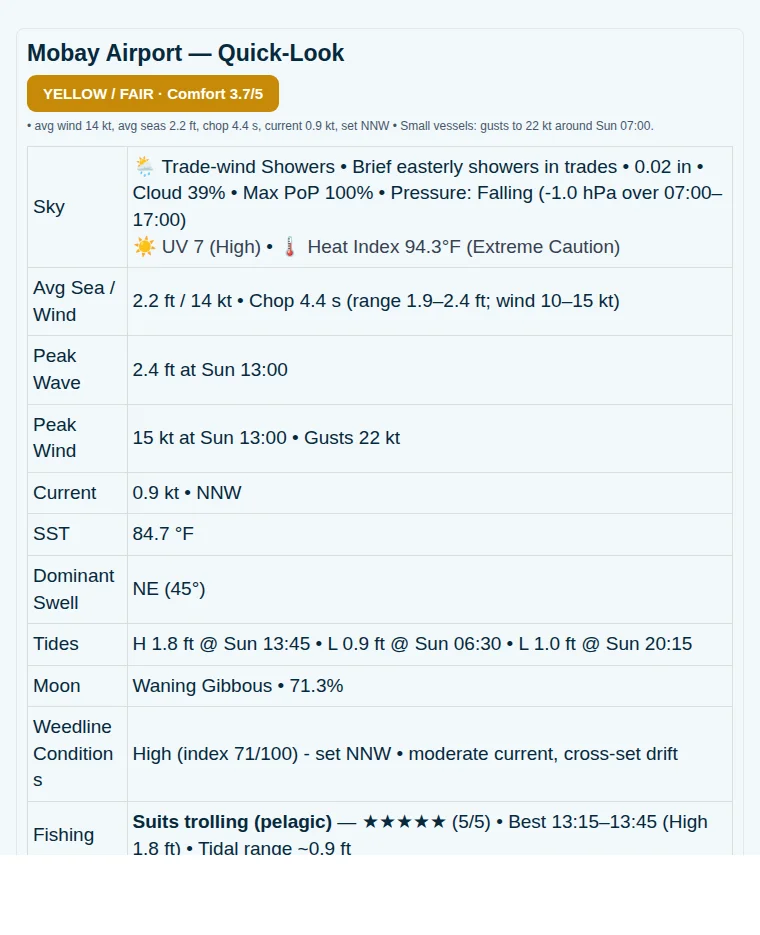 Mobay Airport — Quick-Look
YELLOW / FAIR · Comfort 3.7/5
• avg wind 14 kt, avg seas 2.2 ft, chop 4.4 s, current 0.9 kt, set NNW • Small vessels: gusts to 22 kt around Sun 07:00.
Sky
🌦️ Trade-wind Showers • Brief easterly showers in trades • 0.02 in •
Cloud 39% • Max PoP 100% • Pressure: Falling (-1.0 hPa over 07:00–
17:00)
☀️ UV 7 (High) • 🌡️ Heat Index 94.3°F (Extreme Caution)
Avg Sea /
Wind
2.2 ft / 14 kt • Chop 4.4 s (range 1.9–2.4 ft; wind 10–15 kt)
Peak
Wave
2.4 ft at Sun 13:00
Peak
Wind
15 kt at Sun 13:00 • Gusts 22 kt
Current
0.9 kt • NNW
SST
84.7 °F
Dominant
Swell
NE (45°)
Tides
H 1.8 ft @ Sun 13:45 • L 0.9 ft @ Sun 06:30 • L 1.0 ft @ Sun 20:15
Moon
Waning Gibbous • 71.3%
Weedline
Condition
s
High (index 71/100) - set NNW • moderate current, cross-set drift
Fishing
Suits trolling (pelagic) — ★★★★★ (5/5) • Best 13:15–13:45 (High
1.8 ft) • Tidal range ~0.9 ft